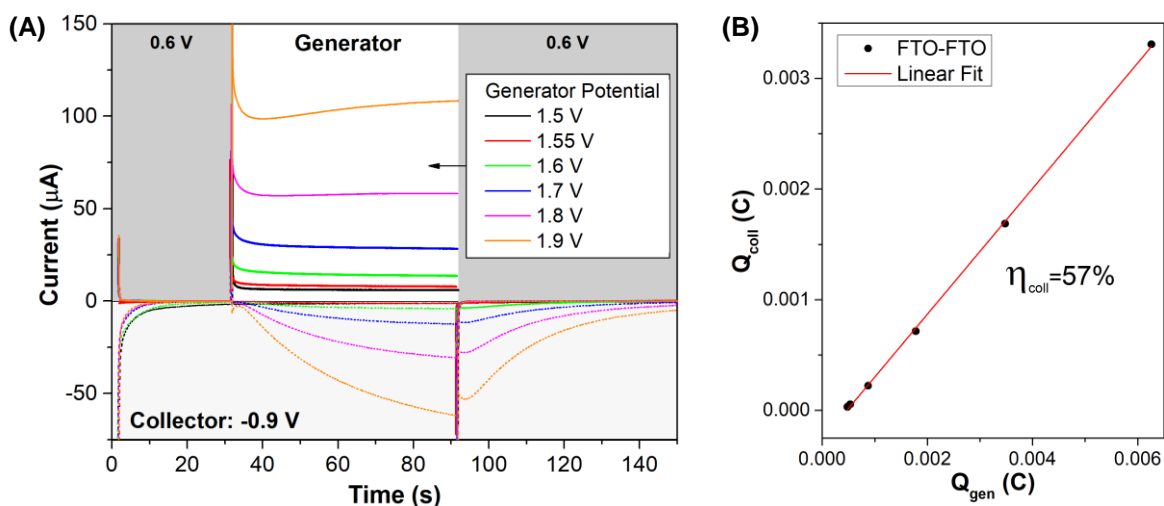 (A)
150
100
50
0
-50
Current (μA)
0.6 V
Generator
0.6 V
Generator Potential
1.5 V
1.55 V
1.6 V
1.7 V
1.8 V
1.9 V
Collector: -0.9 V
0 20 40 60 80 100 120 140
Time (s)
(B)
FTO-FTO
Linear Fit
0.003
0.002
0.001
0.000
Q_coll (C)
η_coll=57%
0.000 0.002 0.004 0.006
Q_gen (C)